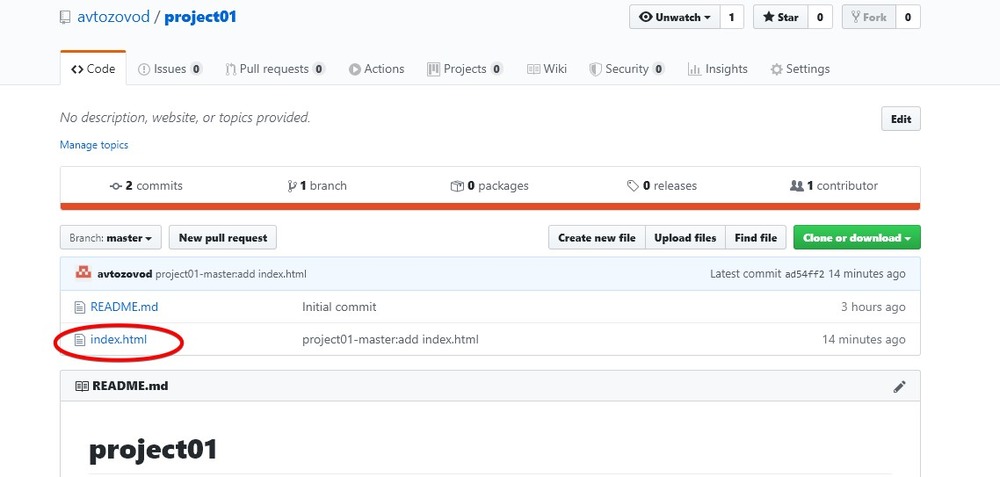 avtozovod / project01 Unwatch 1 Star 0 Fork 0
Code Issues 0 Pull requests 0 Actions Projects 0 Wiki Security 0 Insights Settings
No description, website, or topics provided. Edit
Manage topics
2 commits 1 branch 0 packages 0 releases 1 contributor
Branch: master New pull request Create new file Upload files Find file Clone or download
avtozovod project01-master:add index.html Latest commit ad54ff2 14 minutes ago
README.md Initial commit 3 hours ago
index.html project01-master:add index.html 14 minutes ago
README.md
project01